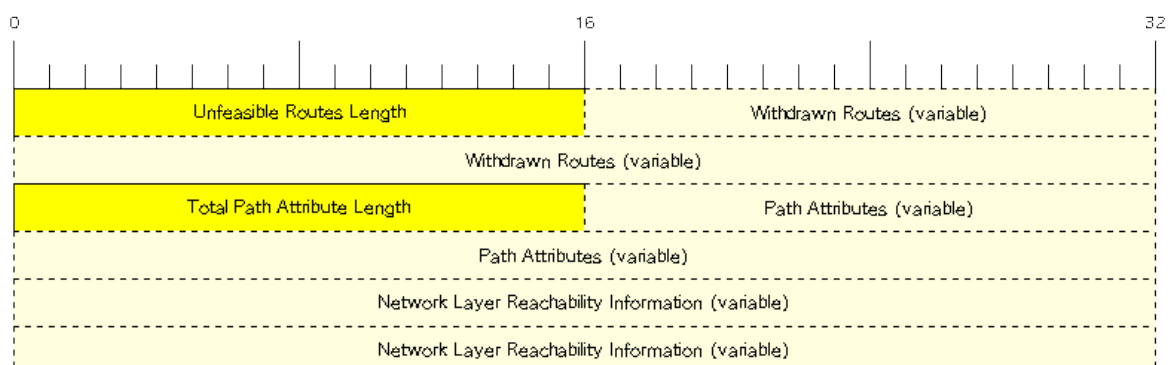 0 16 32
Unfeasible Routes Length Withdrawn Routes (variable)
Withdrawn Routes (variable)
Total Path Attribute Length Path Attributes (variable)
Path Attributes (variable)
Network Layer Reachability Information (variable)
Network Layer Reachability Information (variable)